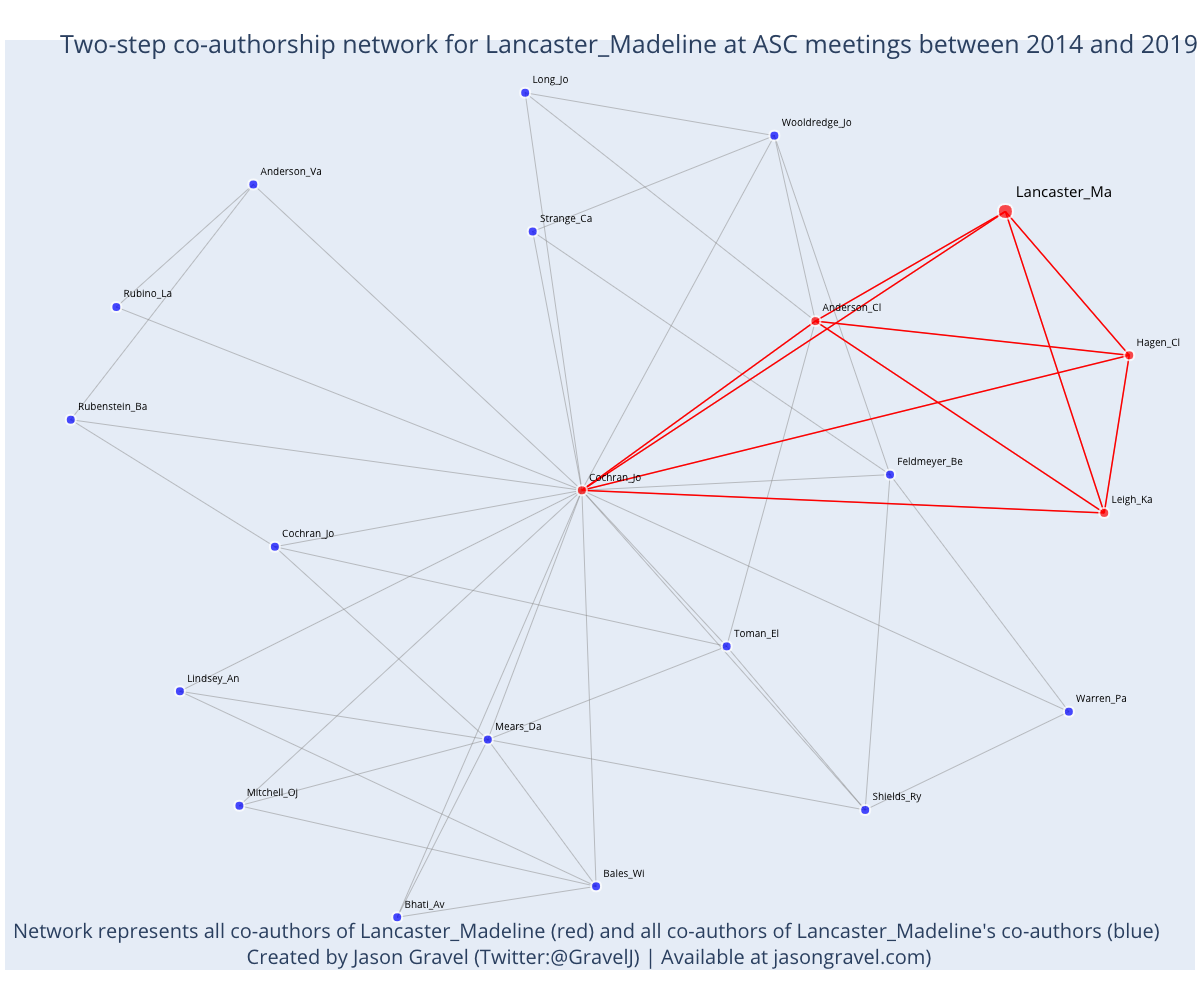 Two-step co-authorship network for Lancaster_Madeline at ASC meetings between 2014 and 2019
Long_Jo
Wooldredge_Jo
Anderson_Va
Lancaster_Ma
Strange_Ca
Rubino_La
Anderson_Cl
Hagen_Cl
Rubenstein_Ba
Feldmeyer_Be
Cochran_Jo
Leigh_Ka
Cochran_Jo
Toman_El
Lindsey_An
Warren_Pa
Mears_Da
Mitchell_Oj
Shields_Ry
Bales_Wi
Bhati_Av
Network represents all co-authors of Lancaster_Madeline (red) and all co-authors of Lancaster_Madeline's co-authors (blue)
Created by Jason Gravel (Twitter:@GravelJ) | Available at jasongravel.com)